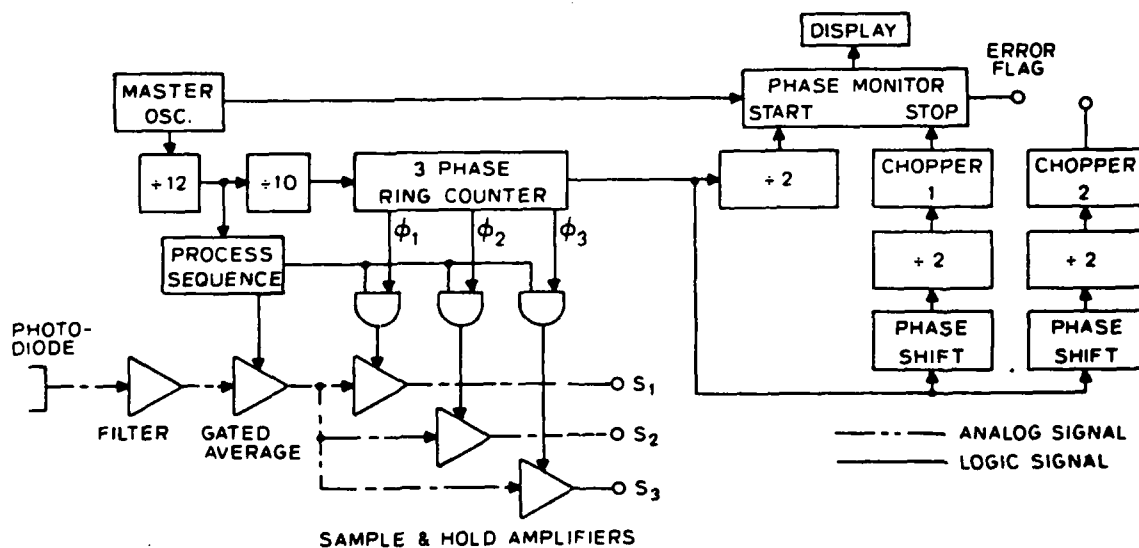 DISPLAY
ERROR
FLAG
MASTER
OSC.
PHASE MONITOR
START STOP
÷12
÷10
3 PHASE
RING COUNTER
÷ 2
CHOPPER
1
CHOPPER
2
ϕ1 ϕ2 ϕ3
PROCESS
SEQUENCE
÷ 2
÷ 2
PHOTO-
DIODE
PHASE
SHIFT
PHASE
SHIFT
S1
FILTER
GATED
AVERAGE
S2
ANALOG SIGNAL
LOGIC SIGNAL
S3
SAMPLE & HOLD AMPLIFIERS